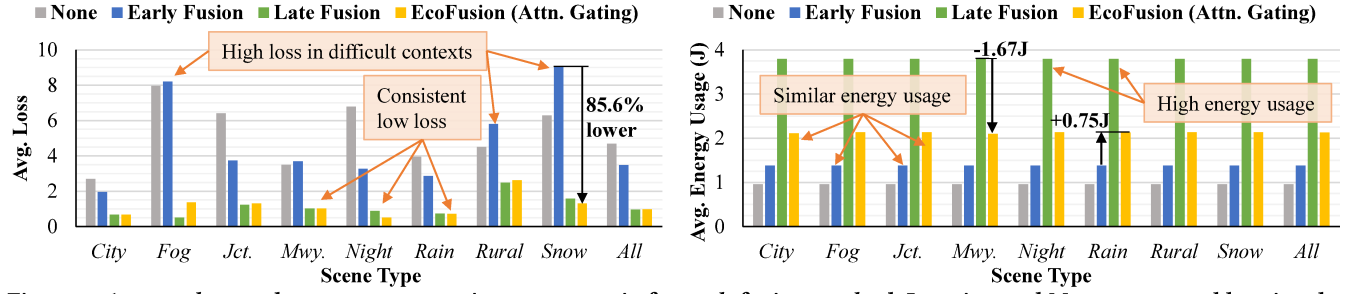 None Early Fusion Late Fusion EcoFusion (Attn. Gating)
Avg. Loss
10
8
6
4
2
0
High loss in difficult contexts
Consistent
low loss
85.6%
lower
City Fog Jct. Mwy. Night Rain Rural Snow All
Scene Type
None Early Fusion Late Fusion EcoFusion (Attn. Gating)
Avg. Energy Usage (J)
4
3
2
1
0
-1.67J
Similar energy usage
High energy usage
+0.75J
City Fog Jct. Mwy. Night Rain Rural Snow All
Scene Type